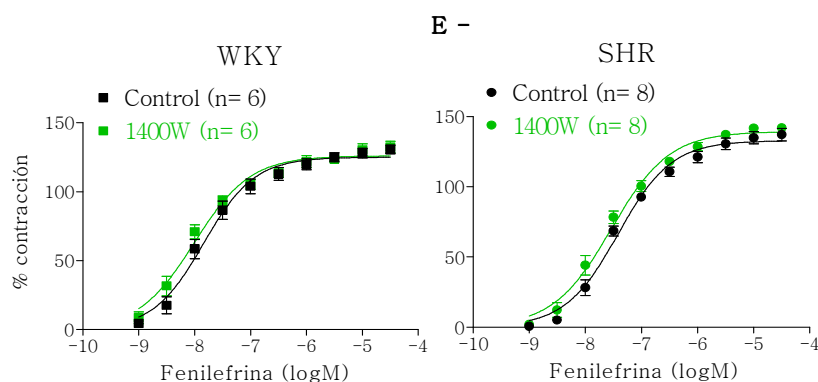 E -
WKY
Control (n= 6)
1400W (n= 6)
% contracción
150
100
50
0
-10 -9 -8 -7 -6 -5 -4
Fenilefrina (logM)
SHR
Control (n= 8)
1400W (n= 8)
150
100
50
0
-10 -9 -8 -7 -6 -5 -4
Fenilefrina (logM)